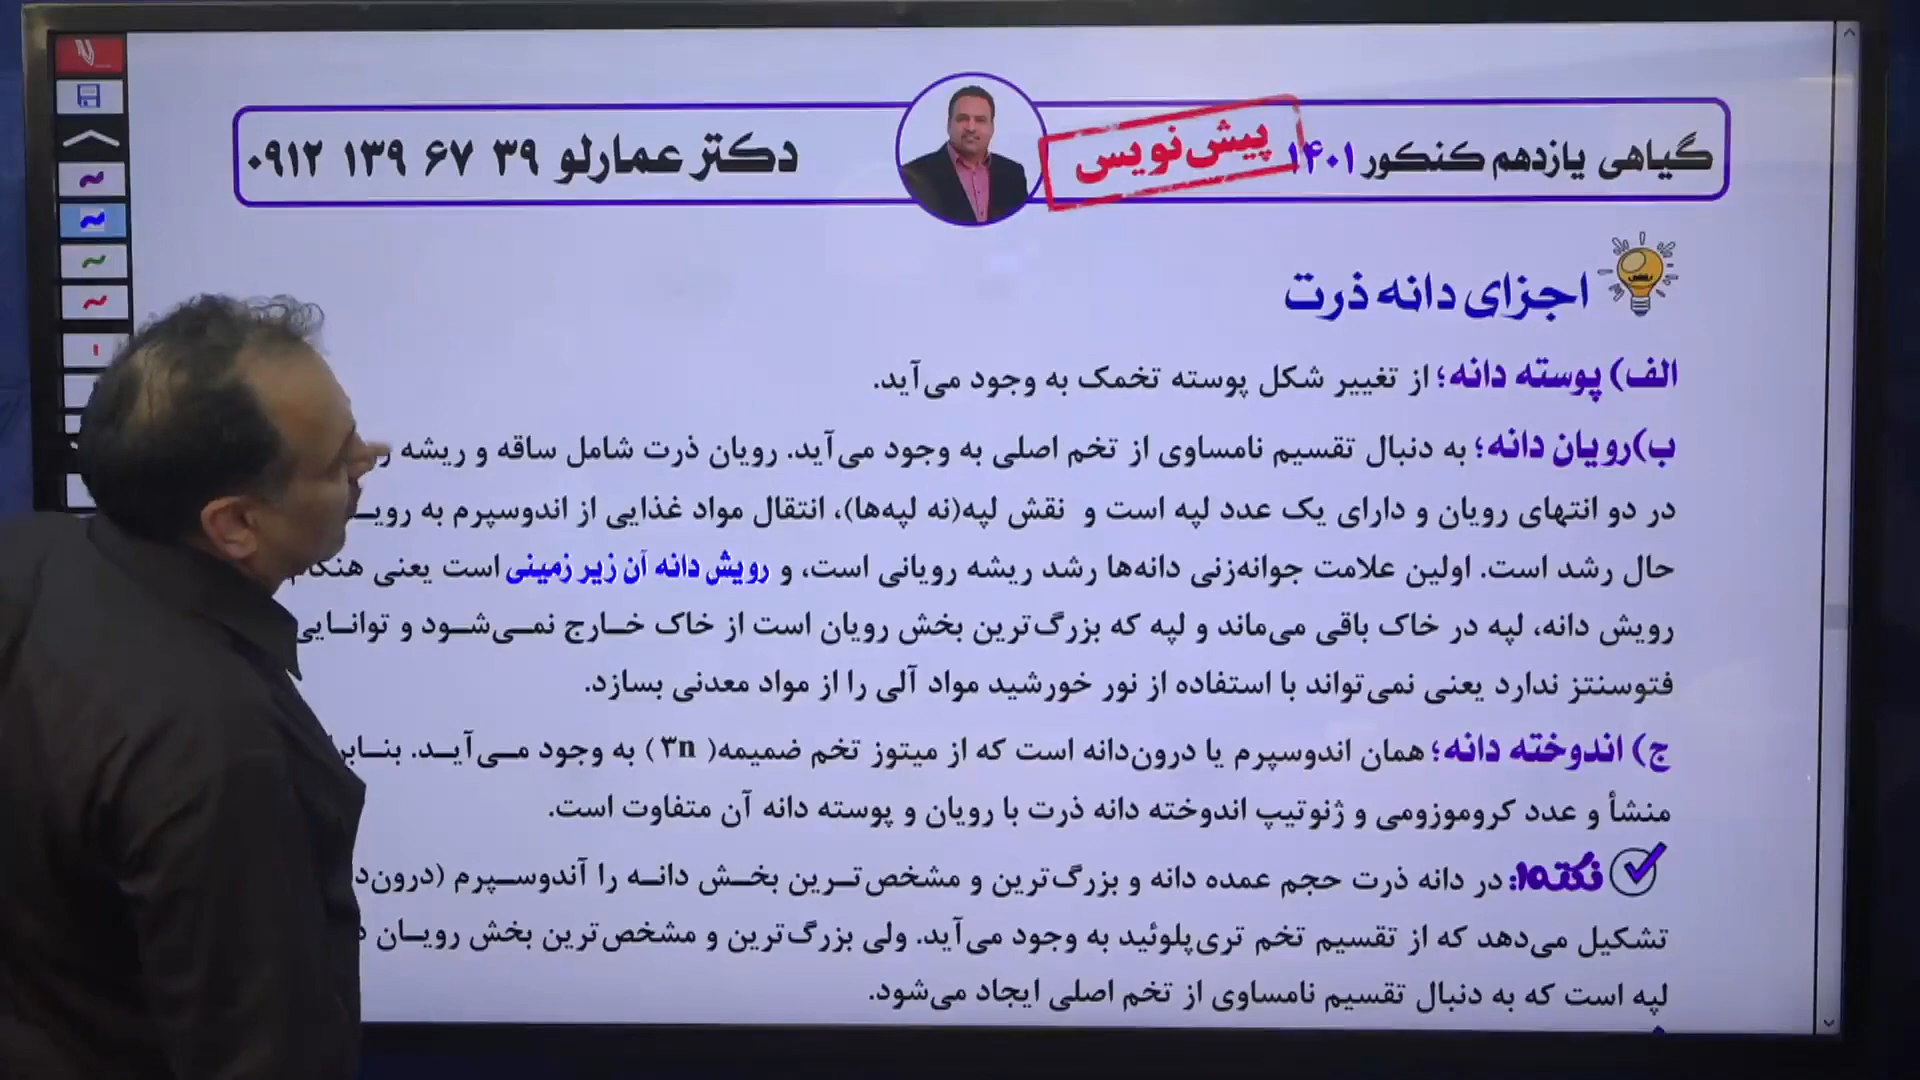 گیاهی یازدهم کنکور ۱۴۰۱
پیش‌نویس
دکتر عمارلو ۳۹ ۶۷ ۱۳۹ ۰۹۱۲
اجزای دانه ذرت
الف) پوسته دانه؛ از تغییر شکل پوسته تخمک به وجود می‌آید.
ب)رویان دانه؛ به دنبال تقسیم نامساوی از تخم اصلی به وجود می‌آید. رویان ذرت شامل ساقه و ریشه
در دو انتهای رویان و دارای یک عدد لپه است و نقش لپه(نه لپه‌ها)، انتقال مواد غذایی از اندوسپرم به
حال رشد است. اولین علامت جوانه‌زنی دانه‌ها رشد ریشه رویانی است، و رویش دانه آن زیر زمینی است یعنی
رویش دانه، لپه در خاک باقی می‌ماند و لپه که بزرگ‌ترین بخش رویان است از خاک خارج نمی‌شود و توانایی
فتوسنتز ندارد یعنی نمی‌تواند با استفاده از نور خورشید مواد آلی را از مواد معدنی بسازد.
ج) اندوخته دانه؛ همان اندوسپرم یا درون‌دانه است که از میتوز تخم ضمیمه( ۳n ) به وجود می‌آید.
منشأ و عدد کروموزومی و ژنوتیپ اندوخته دانه ذرت با رویان و پوسته دانه آن متفاوت است.
نکته۱۵: در دانه ذرت حجم عمده دانه و بزرگ‌ترین و مشخص‌ترین بخش دانه را آندوسپرم
تشکیل می‌دهد که از تقسیم تخم تری‌پلوئید به وجود می‌آید. ولی بزرگ‌ترین و مشخص‌ترین بخش رویان
لپه است که به دنبال تقسیم نامساوی از تخم اصلی ایجاد می‌شود.